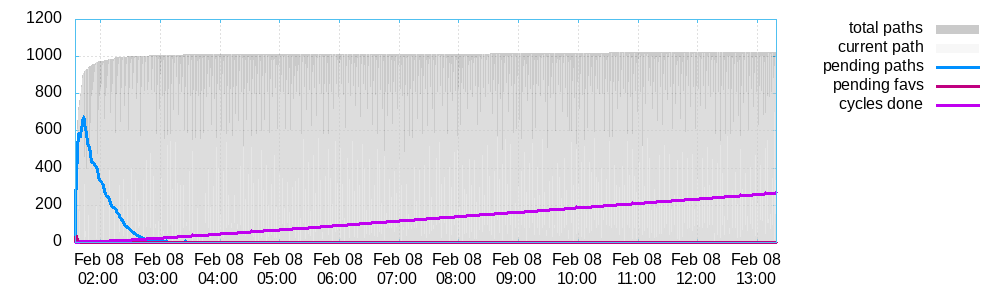 1200
1000
800
600
400
200
0
Feb 08 Feb 08 Feb 08 Feb 08 Feb 08 Feb 08 Feb 08 Feb 08 Feb 08 Feb 08 Feb 08 Feb 08
02:00 03:00 04:00 05:00 06:00 07:00 08:00 09:00 10:00 11:00 12:00 13:00
total paths
current path
pending paths
pending favs
cycles done